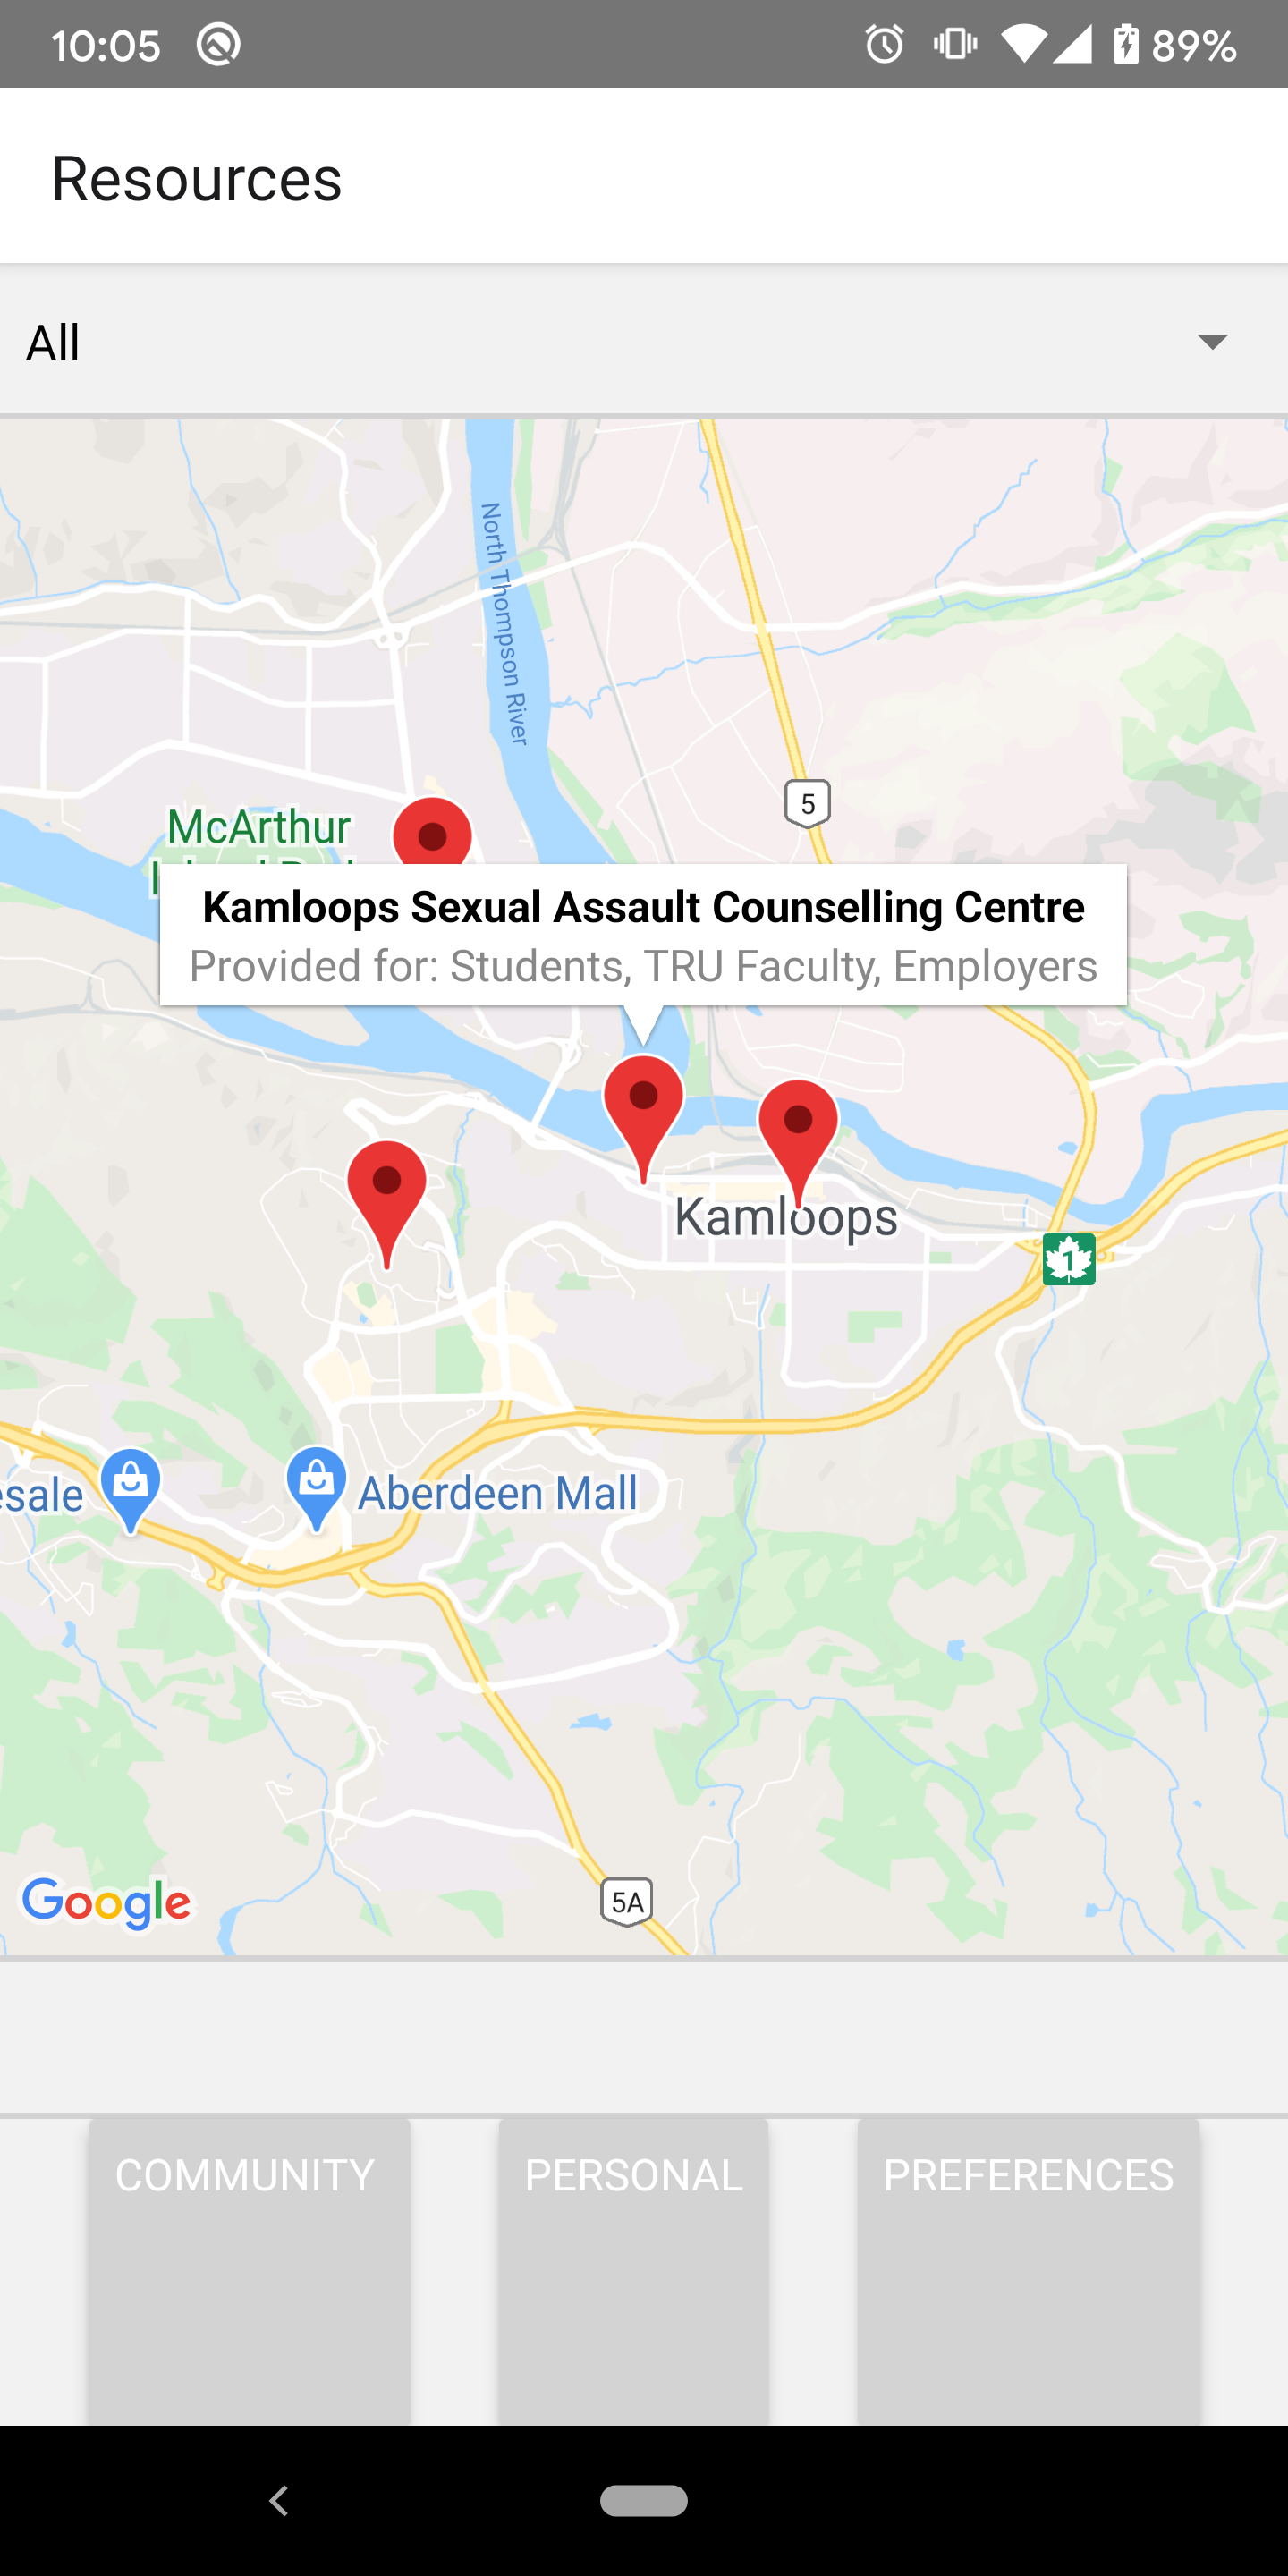 10:05
89%
Resources
All
North Thompson River
5
McArthur
Kamloops Sexual Assault Counselling Centre
Provided for: Students, TRU Faculty, Employers
Kamloops
1
esale
Aberdeen Mall
5A
Google
COMMUNITY
PERSONAL
PREFERENCES